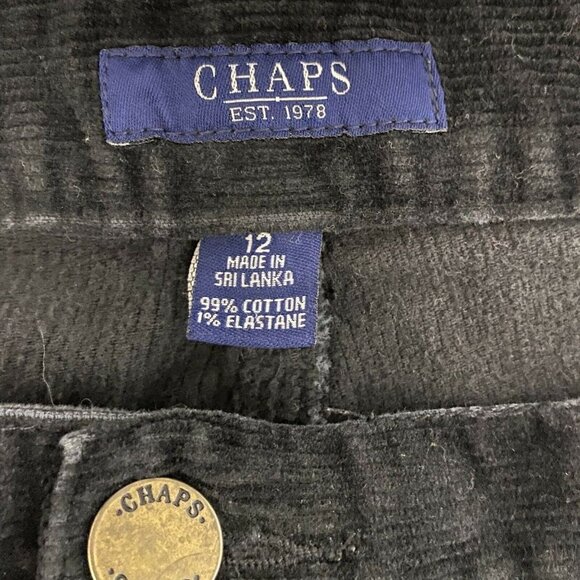 CHAPS
EST. 1978
12
MADE IN
SRI LANKA
99% COTTON
1% ELASTANE
·CHAPS·